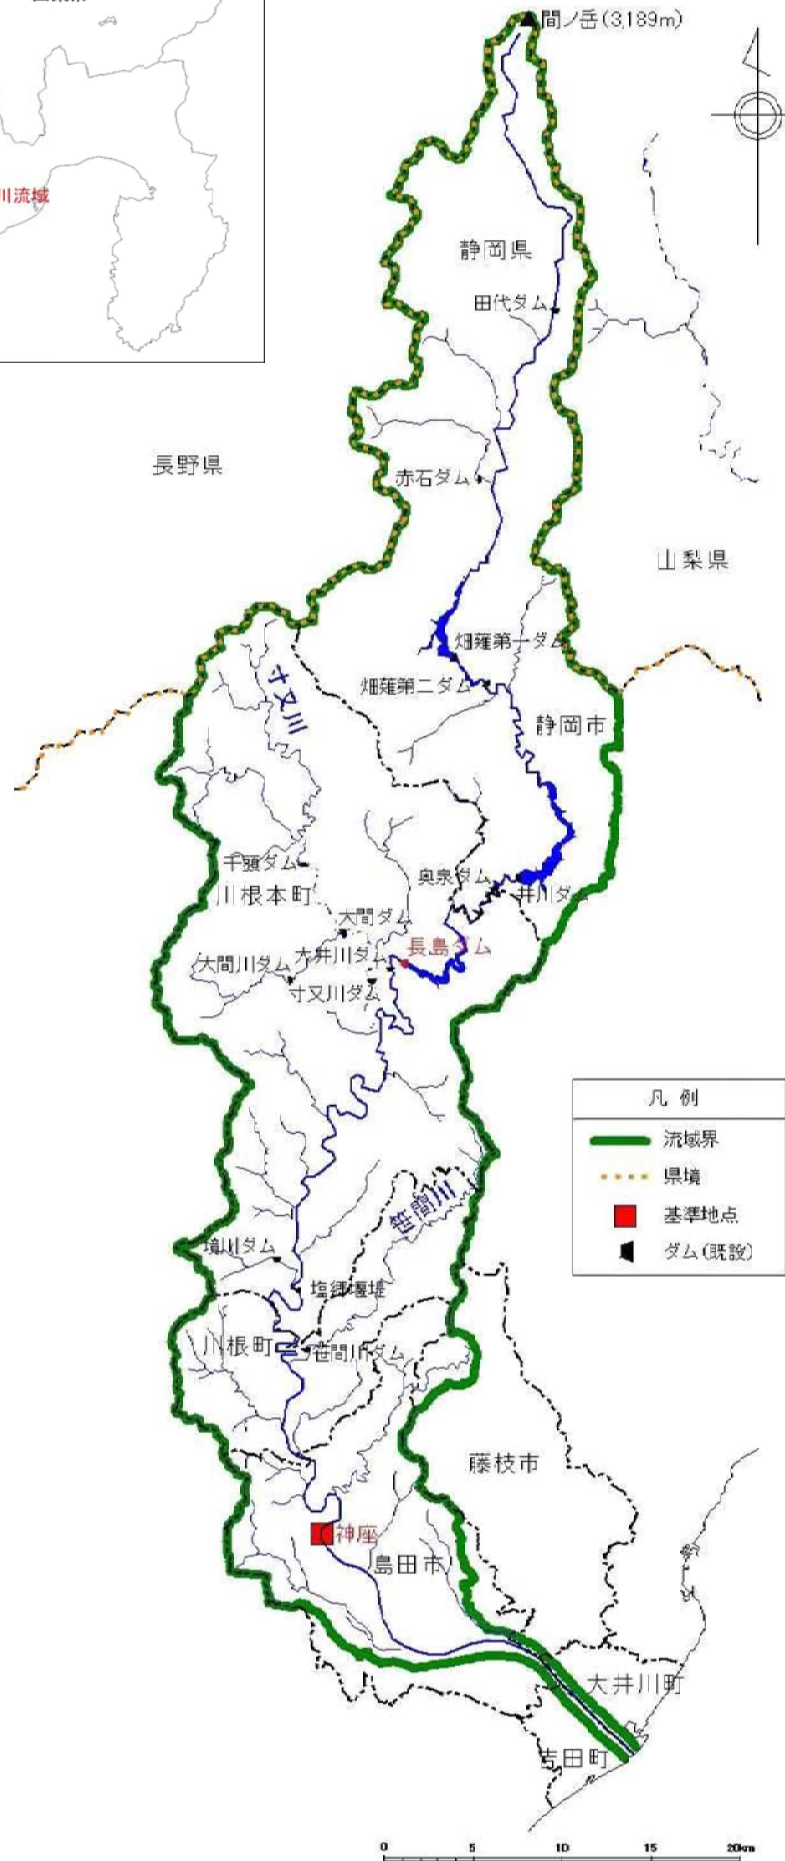 間ノ岳(3,189m)
川流域
静岡県
田代ダム
長野県
赤石ダム
山梨県
畑薙第一ダム
寸又川
畑薙第二ダム
静岡市
千頭ダム
奥泉ダム
井川ダム
川根本町
大間ダム
長島ダム
大井川ダム
大間川ダム
寸又川ダム
凡例
流域界
県境
基準地点
ダム(既設)
笹間川
境川ダム
塩郷堰堤
川根町
笹間川ダム
藤枝市
神座
島田市
大井川町
吉田町
0 5 10 15 20km